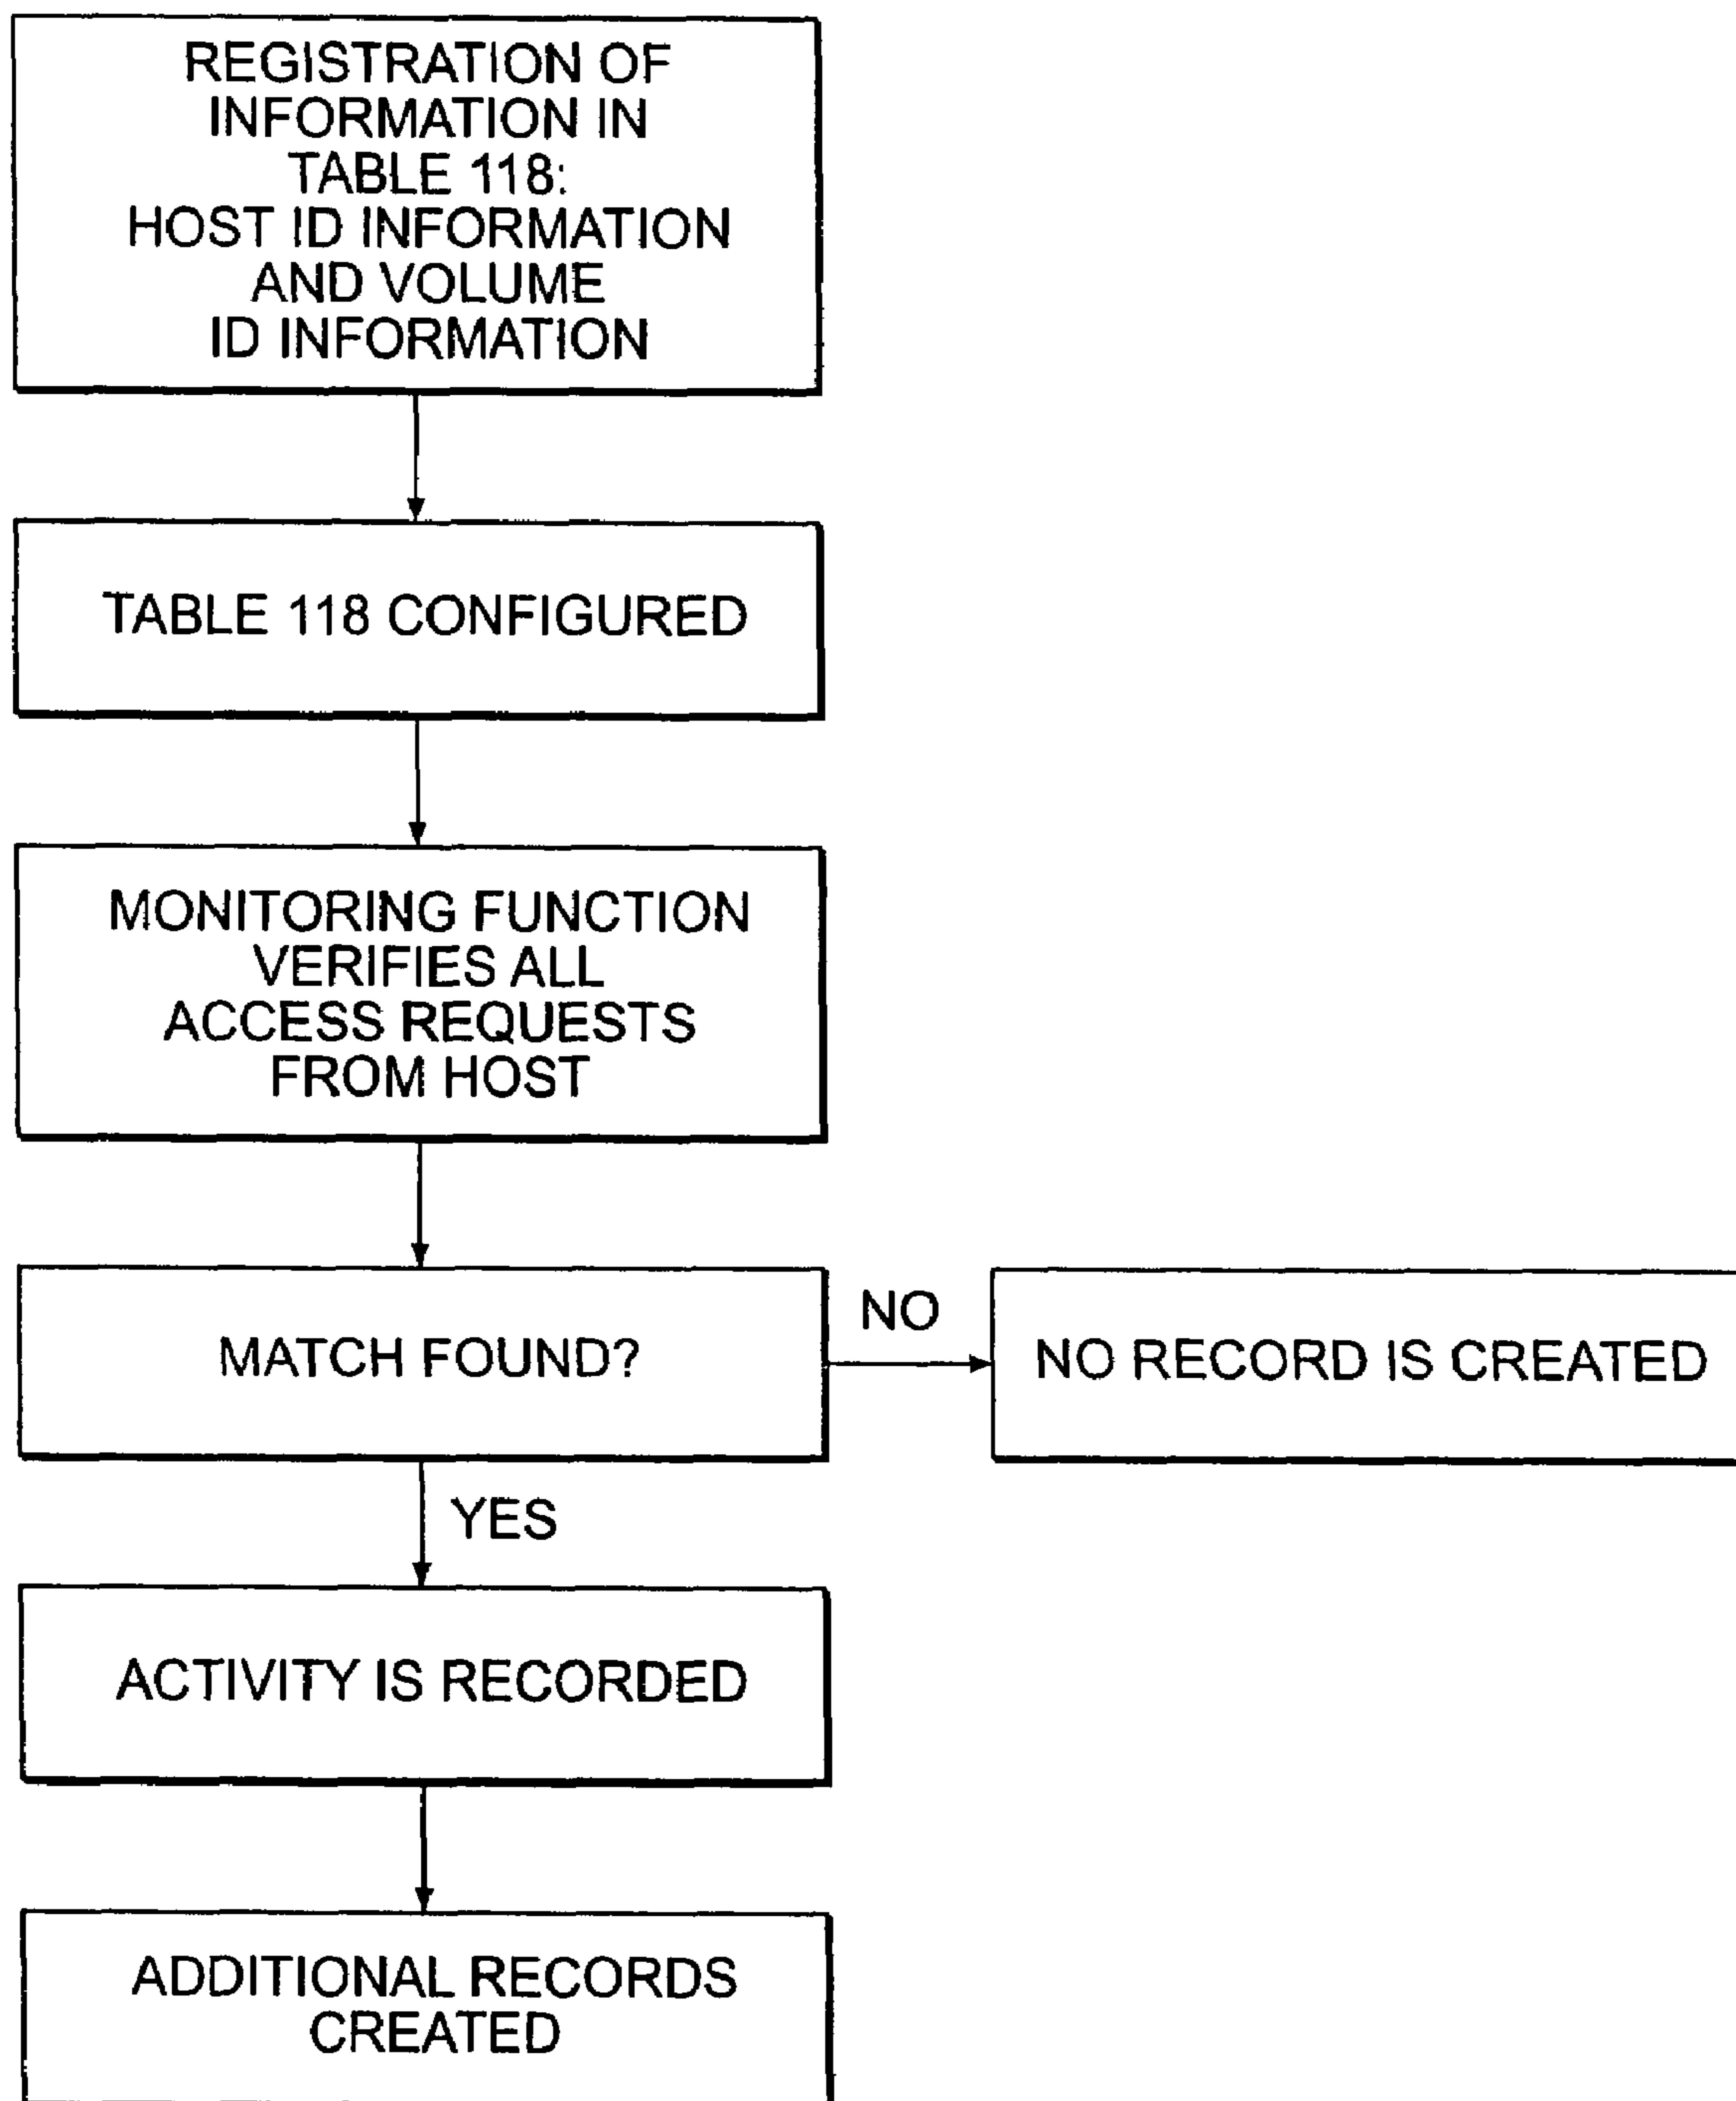 REGISTRATION OF
INFORMATION IN
TABLE 118:
HOST ID INFORMATION
AND VOLUME
ID INFORMATION
TABLE 118 CONFIGURED
MONITORING FUNCTION
VERIFIES ALL
ACCESS REQUESTS
FROM HOST
MATCH FOUND?
NO
NO RECORD IS CREATED
YES
ACTIVITY IS RECORDED
ADDITIONAL RECORDS
CREATED